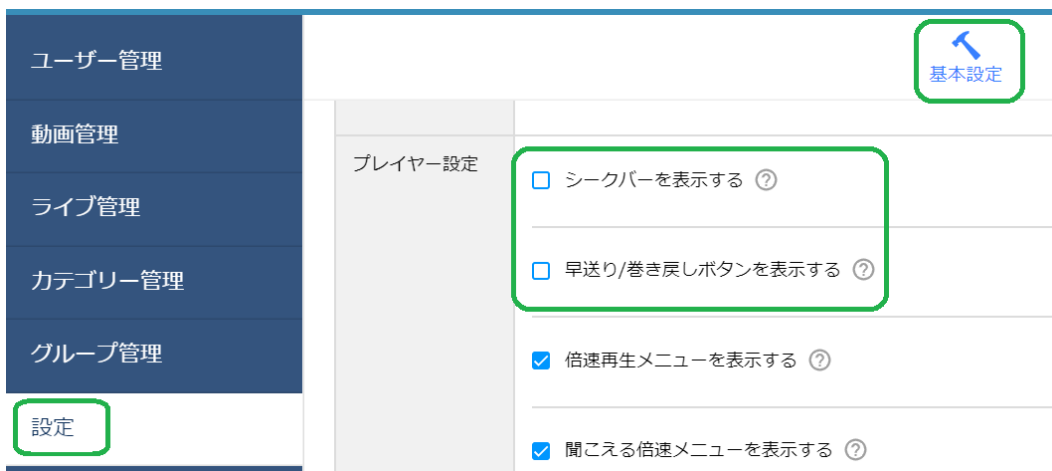 ユーザー管理
基本設定
動画管理
ライブ管理
カテゴリー管理
グループ管理
設定
プレイヤー設定
シークバーを表示する ?
早送り/巻き戻しボタンを表示する ?
倍速再生メニューを表示する ?
聞こえる倍速メニューを表示する ?